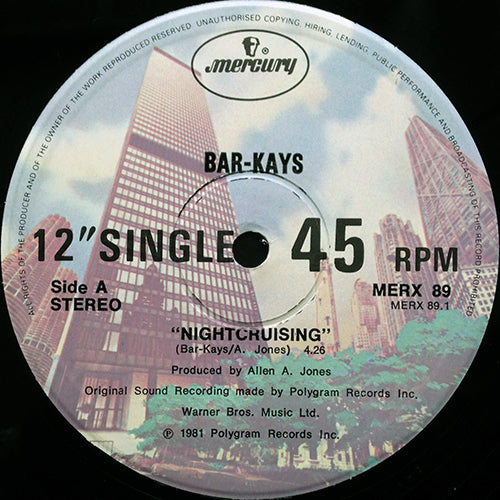 ALL RIGHTS OF THE PRODUCER AND OF THE OWNER OF THE WORK REPRODUCED RESERVED. UNAUTHORISED COPYING, HIRING, LENDING, PUBLIC PERFORMANCE AND BROADCASTING OF THIS RECORD PROHIBITED
mercury
BAR-KAYS
12" SINGLE 45 RPM
Side A
STEREO
MERX 89
MERX 89.1
"NIGHTCRUISING"
(Bar-Kays/A. Jones) 4.26
Produced by Allen A. Jones
Original Sound Recording made by Polygram Records Inc.
Warner Bros. Music Ltd.
℗ 1981 Polygram Records Inc.